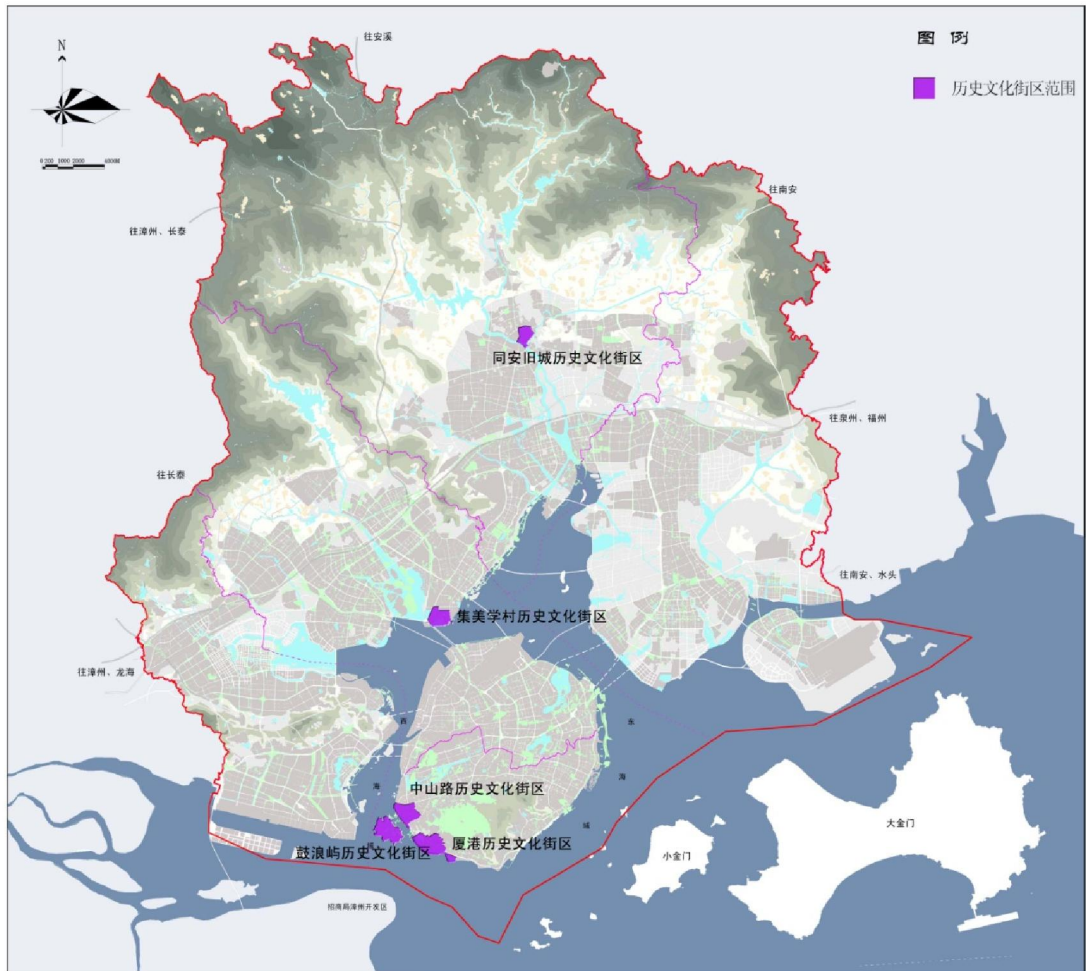 图 例
历史文化街区范围
N
往安溪
往南安
往漳州、长泰
同安旧城历史文化街区
往泉州、福州
往长泰
往南安、水头
集美学村历史文化街区
往漳州、龙海
西
海
域
东
海
域
中山路历史文化街区
厦港历史文化街区
鼓浪屿历史文化街区
大金门
小金门
招商局漳州开发区